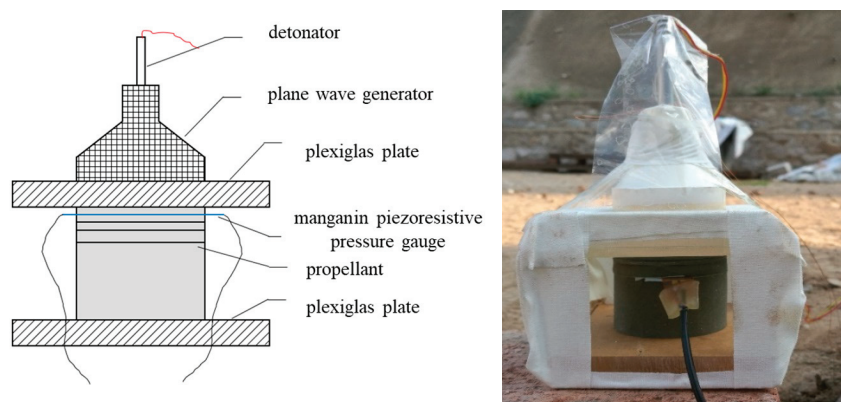 detonator
plane wave generator
plexiglas plate
manganin piezoresistive
pressure gauge
propellant
plexiglas plate